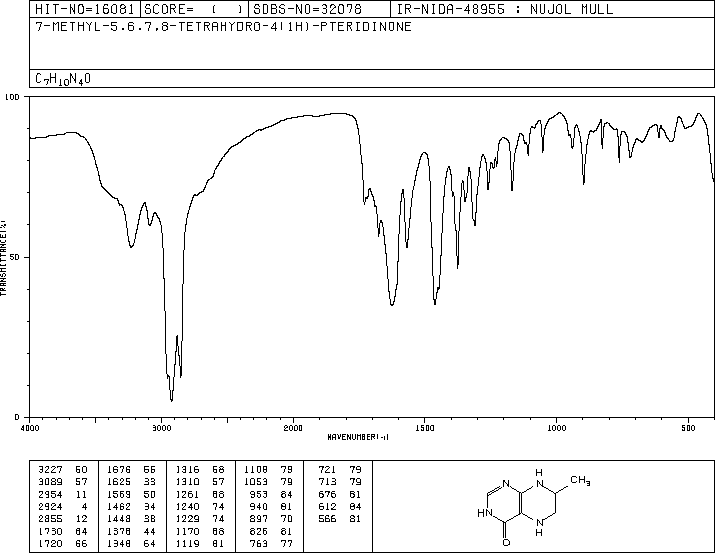 HIT-NO=16081 SCORE= ( ) SDBS-NO=32078 IR-NIDA-48955 : NUJOL MULL
7-METHYL-5,6,7,8-TETRAHYDRO-4(1H)-PTERIDINONE
C7H10N4O
100
50
0
TRANSMITTANCE(%)
4000 3000 2000 1500 1000 500
WAVENUMBER(-1)
3227 60 1676 55 1316 68 1108 79 721 79
3089 57 1625 33 1310 57 1053 79 713 79
2954 11 1569 50 1261 68 953 84 676 81
2924 4 1462 34 1240 74 940 81 612 84
2855 12 1448 38 1229 74 897 70 566 81
1730 64 1378 44 1170 68 826 81
1720 66 1348 64 1119 81 763 77
H
N
CH3
N
HN
N
H
O